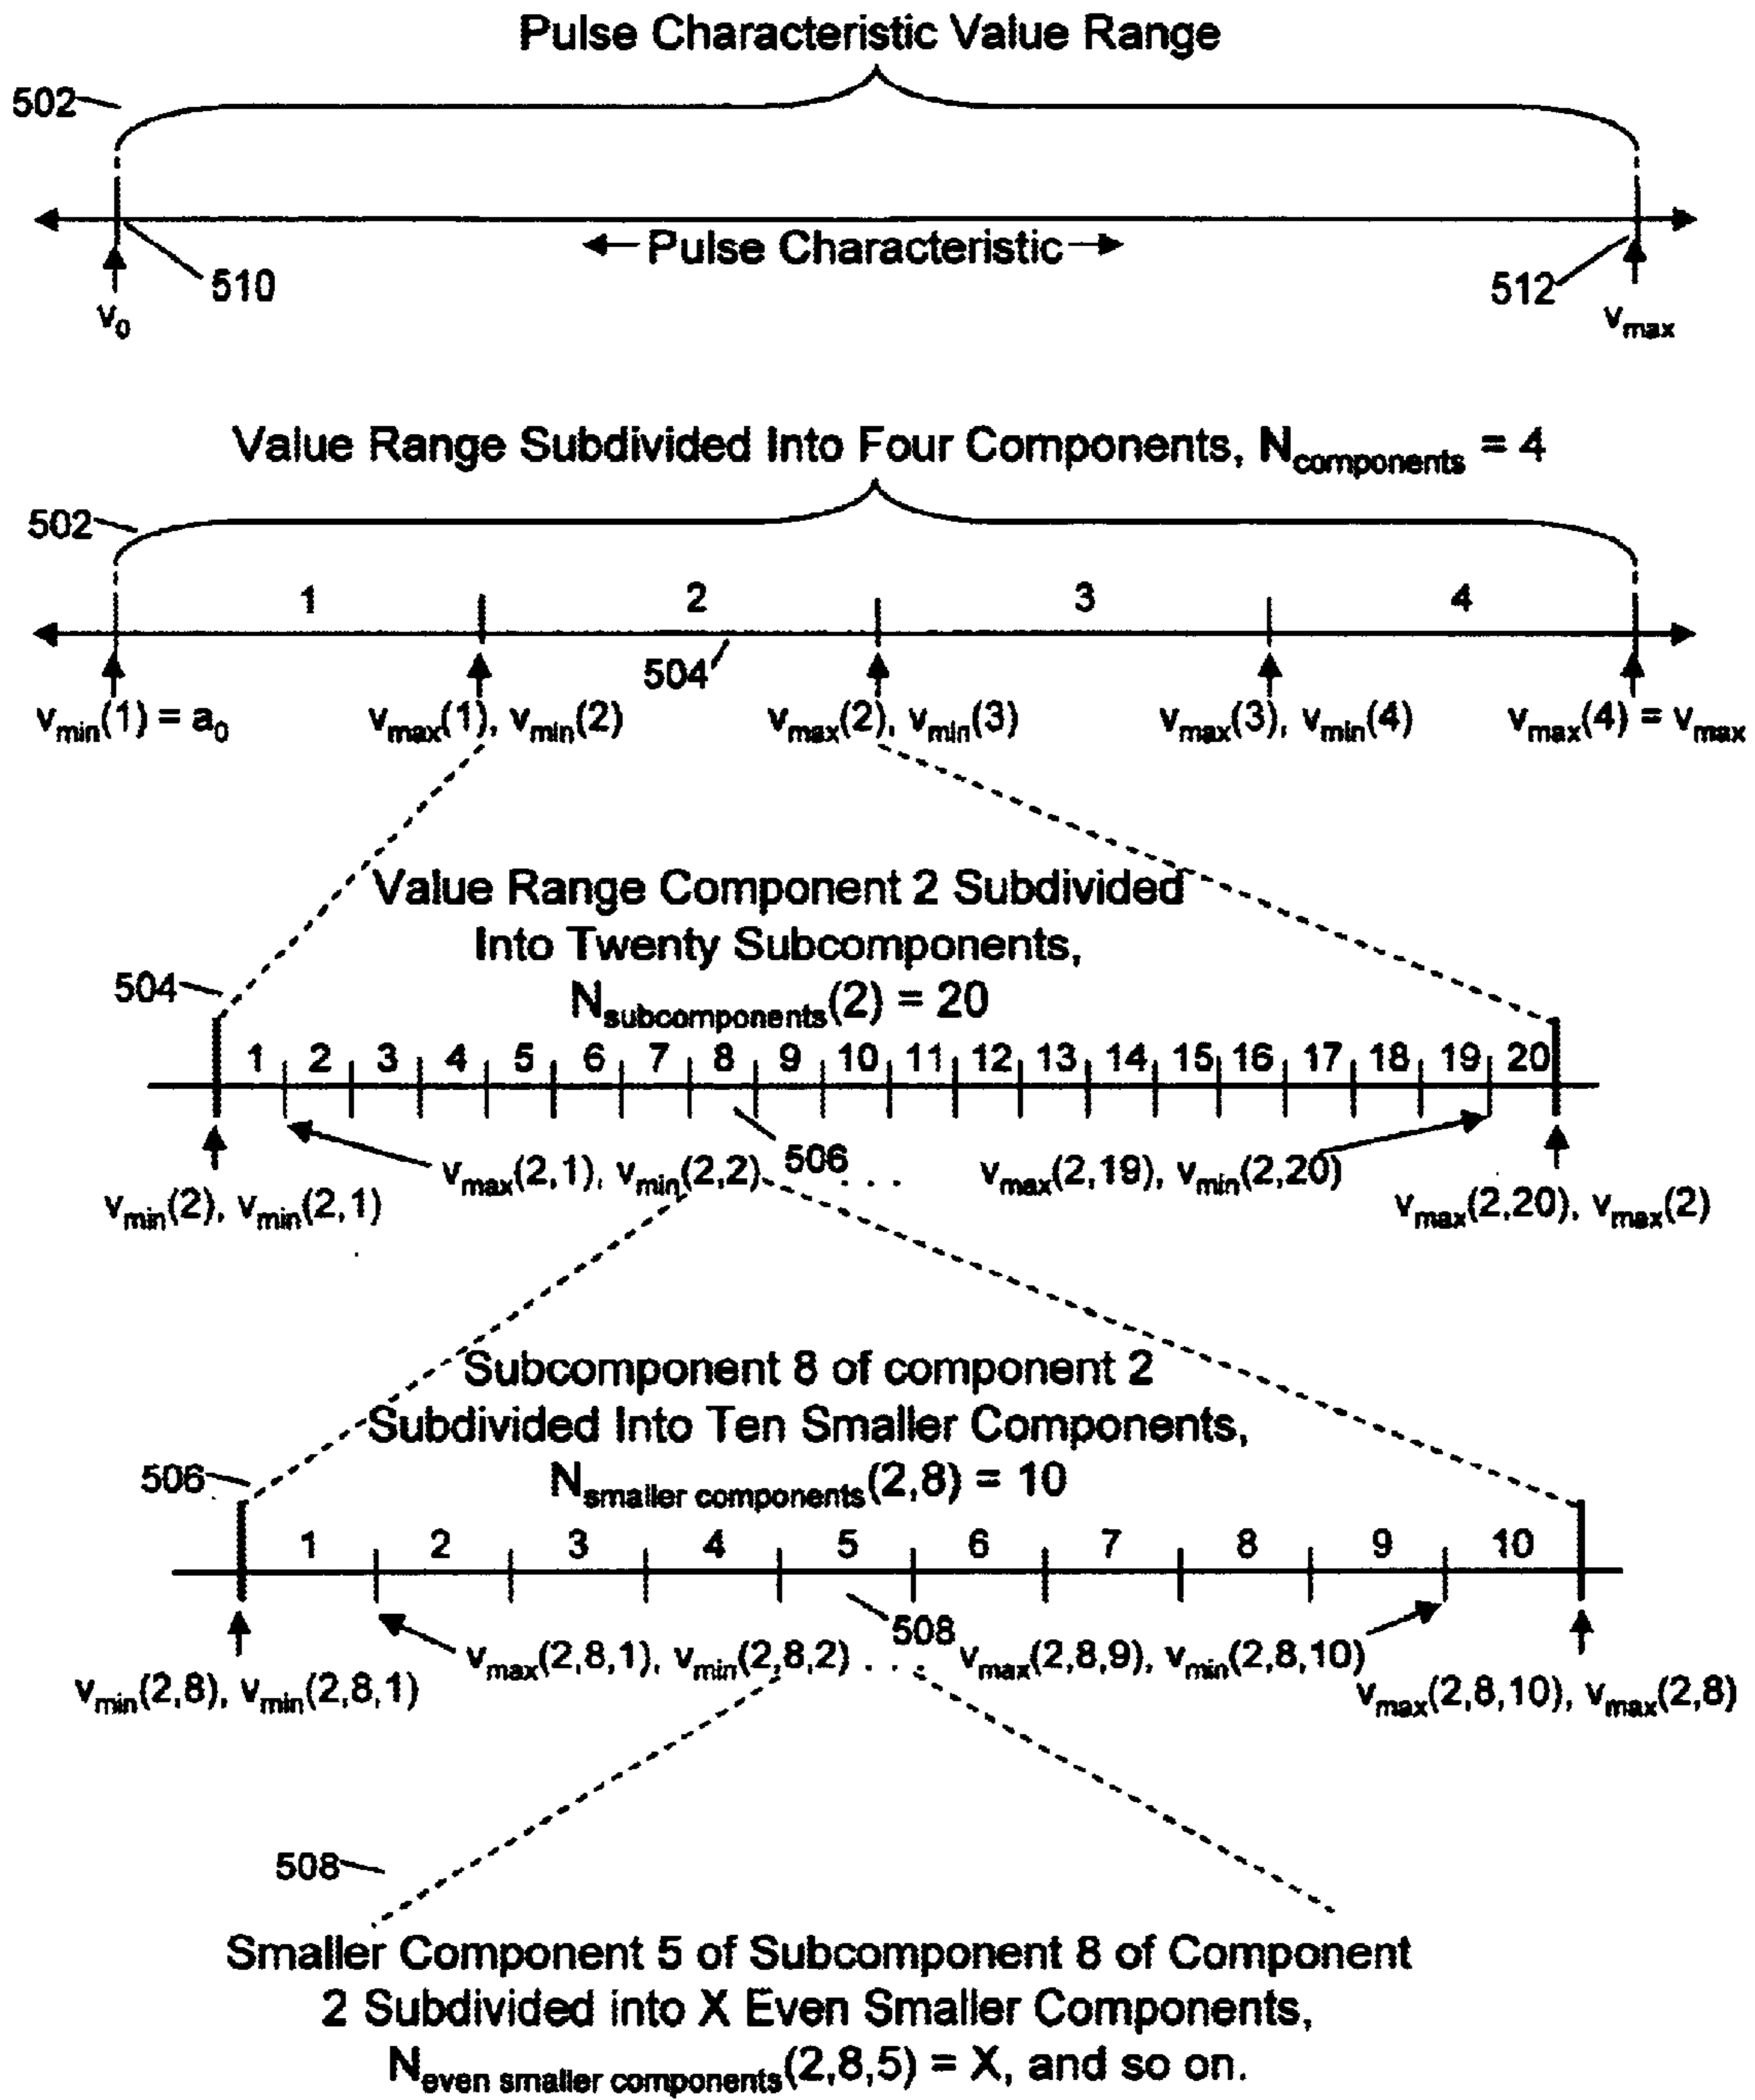 Pulse Characteristic Value Range
502
←Pulse Characteristic→
510
512
v0
vmax
Value Range Subdivided Into Four Components, Ncomponents = 4
502
1 2 3 4
504
vmin(1) = a0
vmax(1), vmin(2)
vmax(2), vmin(3)
vmax(3), vmin(4)
vmax(4) = vmax
Value Range Component 2 Subdivided
Into Twenty Subcomponents,
504
Nsubcomponents(2) = 20
1 2 3 4 5 6 7 8 9 10 11 12 13 14 15 16 17 18 19 20
vmax(2,1), vmin(2,2)
506
. . .
vmax(2,19), vmin(2,20)
vmin(2), vmin(2,1)
vmax(2,20), vmax(2)
Subcomponent 8 of component 2
Subdivided Into Ten Smaller Components,
506
Nsmaller components(2,8) = 10
1 2 3 4 5 6 7 8 9 10
508
vmax(2,8,1), vmin(2,8,2) . . . vmax(2,8,9), vmin(2,8,10)
vmin(2,8), vmin(2,8,1)
vmax(2,8,10), vmax(2,8)
508
Smaller Component 5 of Subcomponent 8 of Component
2 Subdivided into X Even Smaller Components,
Neven smaller components(2,8,5) = X, and so on.